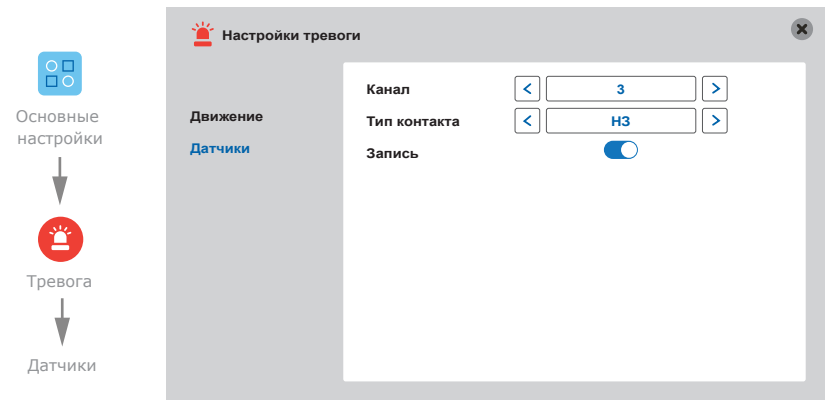 Основные
настройки
Тревога
Датчики
Настройки тревоги
Движение
Датчики
Канал
3
Тип контакта
НЗ
Запись